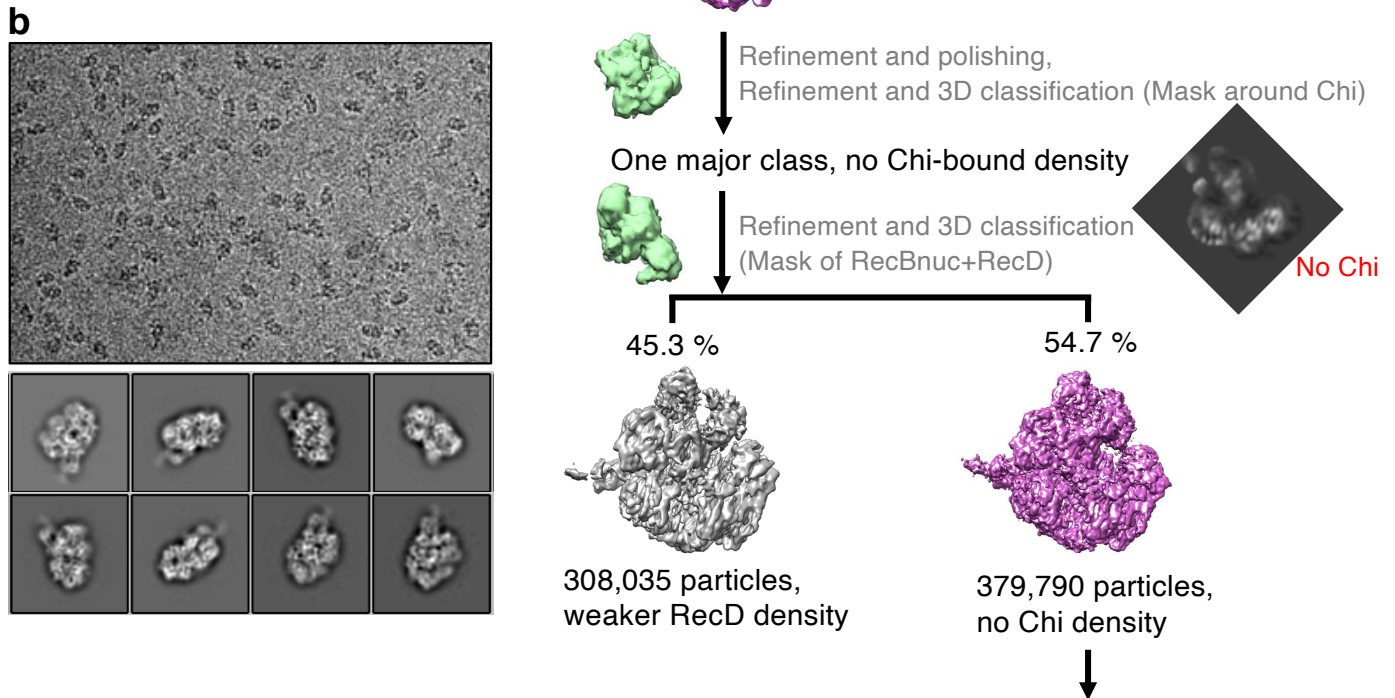 b
Refinement and polishing,
Refinement and 3D classification (Mask around Chi)
One major class, no Chi-bound density
Refinement and 3D classification
(Mask of RecBnuc+RecD)
No Chi
45.3 %
54.7 %
308,035 particles,
weaker RecD density
379,790 particles,
no Chi density